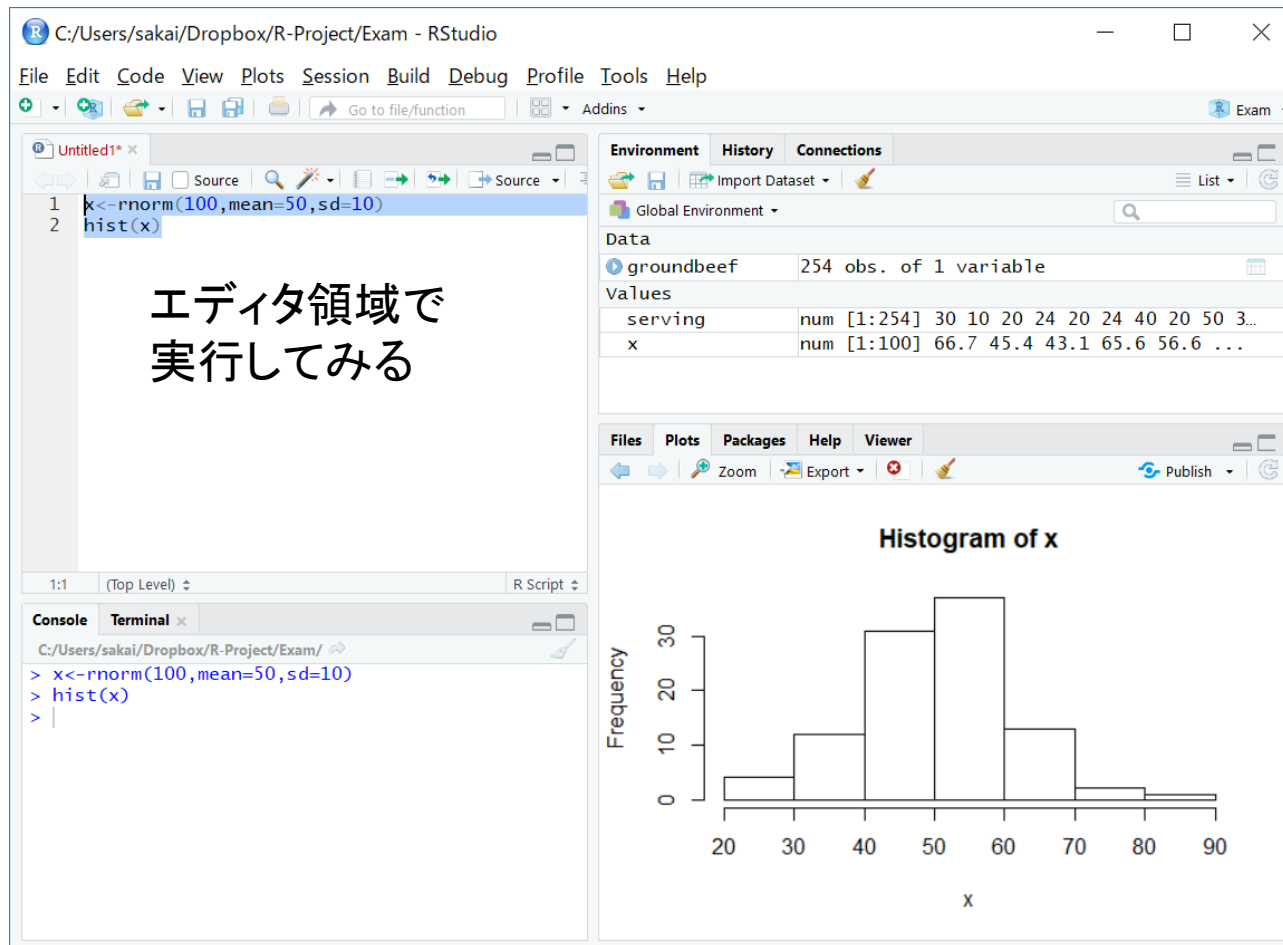 C:/Users/sakai/Dropbox/R-Project/Exam - RStudio
File Edit Code View Plots Session Build Debug Profile Tools Help
Go to file/function Addins Exam
Untitled1*
Source Source
1 x<-rnorm(100,mean=50,sd=10)
2 hist(x)
エディタ領域で
実行してみる
1:1 (Top Level) R Script
Console Terminal
C:/Users/sakai/Dropbox/R-Project/Exam/
> x<-rnorm(100,mean=50,sd=10)
> hist(x)
>
Environment History Connections
Import Dataset List
Global Environment
Data
groundbeef 254 obs. of 1 variable
Values
serving num [1:254] 30 10 20 24 20 24 40 20 50 3…
x num [1:100] 66.7 45.4 43.1 65.6 56.6 ...
Files Plots Packages Help Viewer
Zoom Export Publish
Histogram of x
Frequency
30
20
10
0
20 30 40 50 60 70 80 90
x